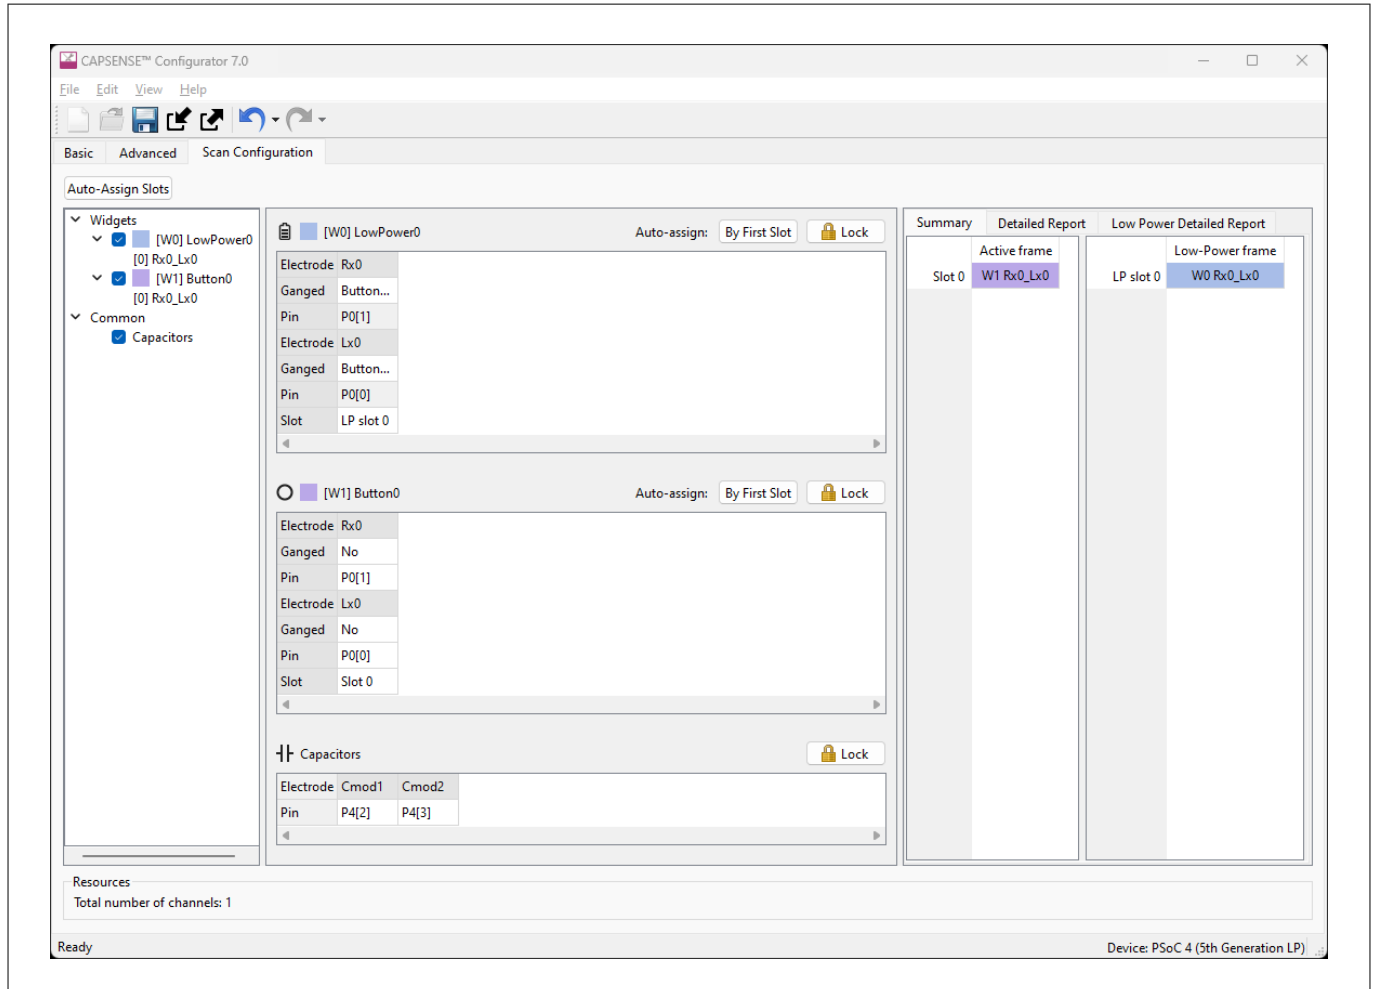 CAPSENSE™ Configurator 7.0
File Edit View Help
Basic Advanced Scan Configuration
Auto-Assign Slots
Widgets
[W0] LowPower0
[0] Rx0_Lx0
[W1] Button0
[0] Rx0_Lx0
Common
Capacitors
[W0] LowPower0 Auto-assign: By First Slot Lock
Electrode Rx0
Ganged Button...
Pin P0[1]
Electrode Lx0
Ganged Button...
Pin P0[0]
Slot LP slot 0
[W1] Button0 Auto-assign: By First Slot Lock
Electrode Rx0
Ganged No
Pin P0[1]
Electrode Lx0
Ganged No
Pin P0[0]
Slot Slot 0
Capacitors Lock
Electrode Cmod1 Cmod2
Pin P4[2] P4[3]
Summary Detailed Report Low Power Detailed Report
Active frame Low-Power frame
Slot 0 W1 Rx0_Lx0 LP slot 0 W0 Rx0_Lx0
Resources
Total number of channels: 1
Ready Device: PSoC 4 (5th Generation LP)